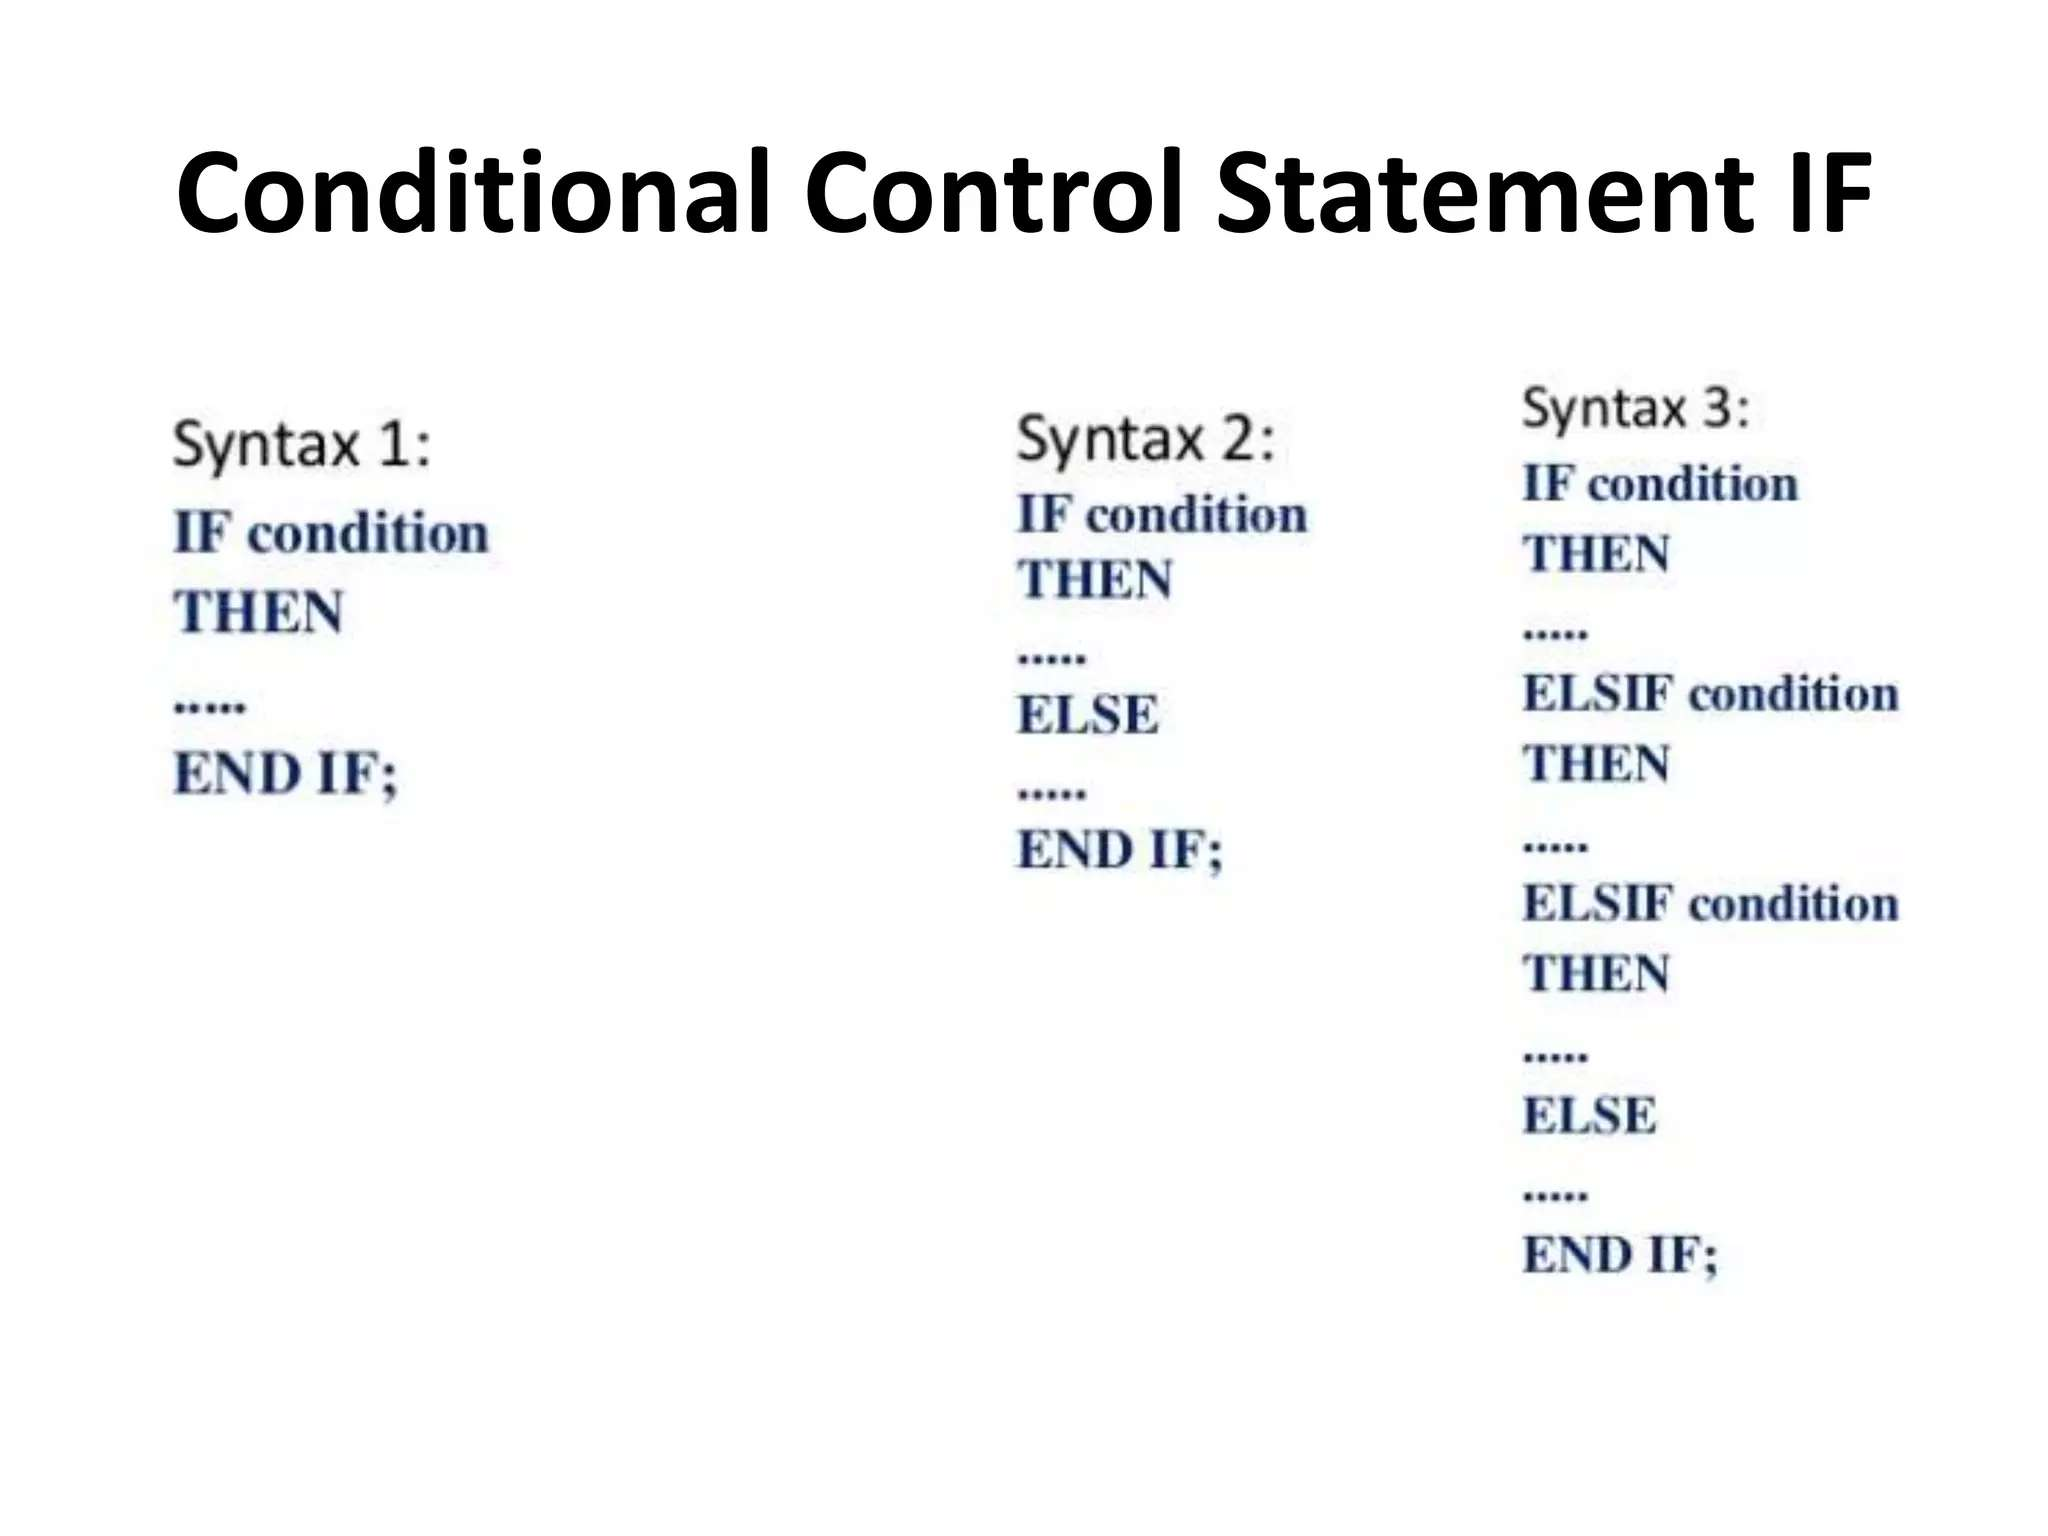 Conditional Control Statement IF
Syntax 1:
IF condition
THEN
.....
END IF;
Syntax 2:
IF condition
THEN
.....
ELSE
.....
END IF;
Syntax 3:
IF condition
THEN
.....
ELSIF condition
THEN
.....
ELSIF condition
THEN
.....
ELSE
.....
END IF;